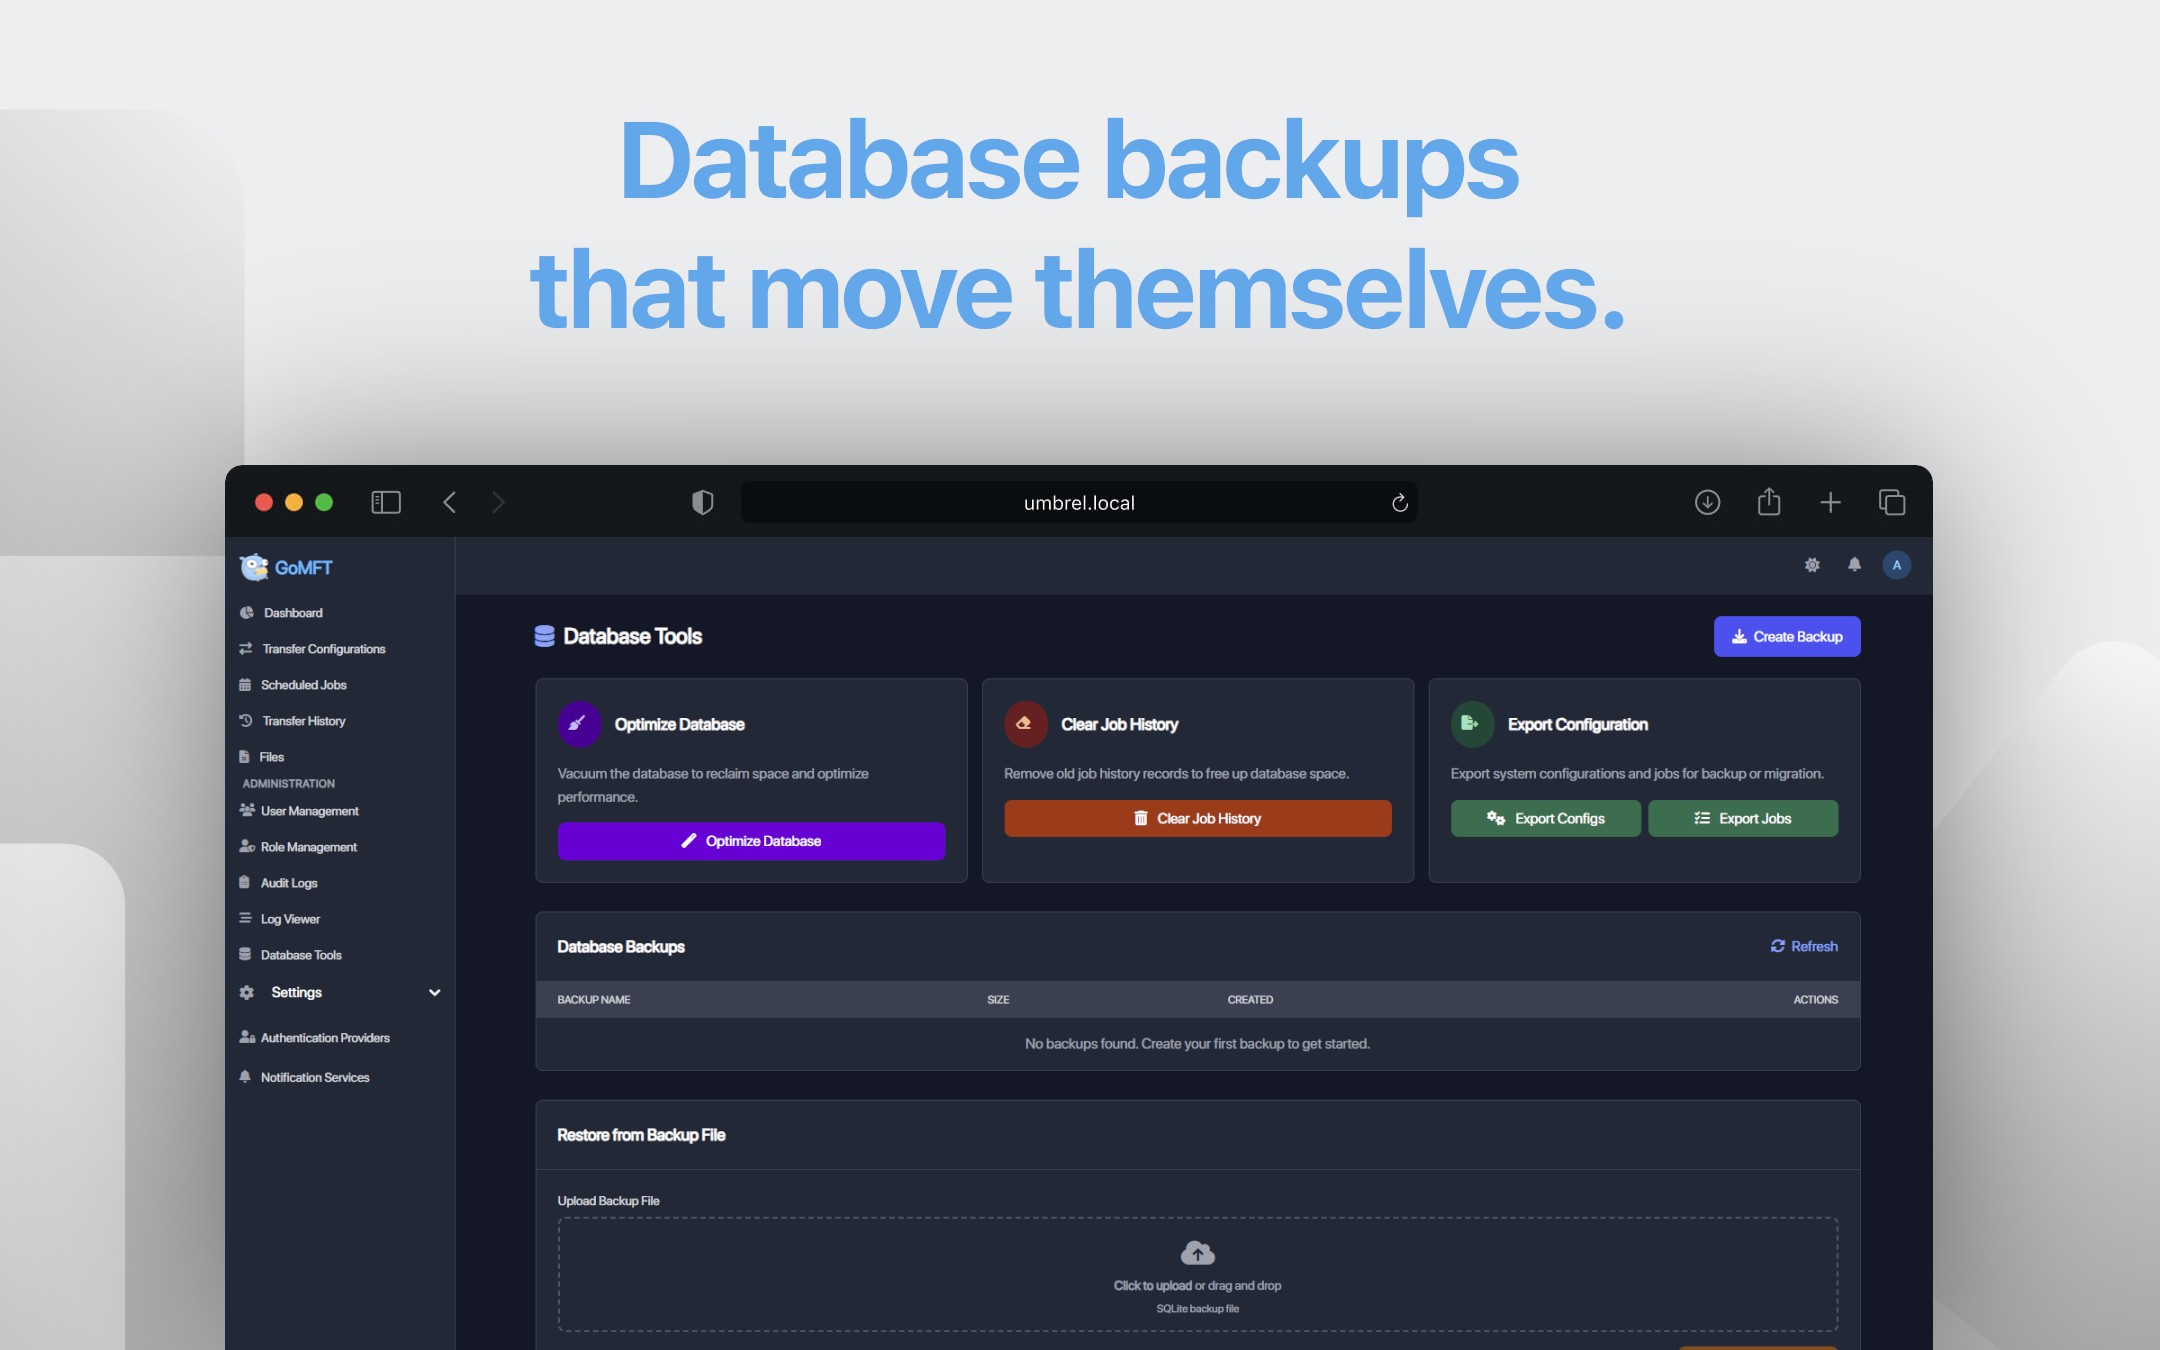 Database backups
that move themselves.
umbrel.local
GoMFT
A
Dashboard
Transfer Configurations
Scheduled Jobs
Transfer History
Files
ADMINISTRATION
User Management
Role Management
Audit Logs
Log Viewer
Database Tools
Settings
Authentication Providers
Notification Services
Database Tools
Create Backup
Optimize Database
Vacuum the database to reclaim space and optimize
performance.
Optimize Database
Clear Job History
Remove old job history records to free up database space.
Clear Job History
Export Configuration
Export system configurations and jobs for backup or migration.
Export Configs
Export Jobs
Database Backups
Refresh
BACKUP NAME
SIZE
CREATED
ACTIONS
No backups found. Create your first backup to get started.
Restore from Backup File
Upload Backup File
Click to upload or drag and drop
SQLite backup file